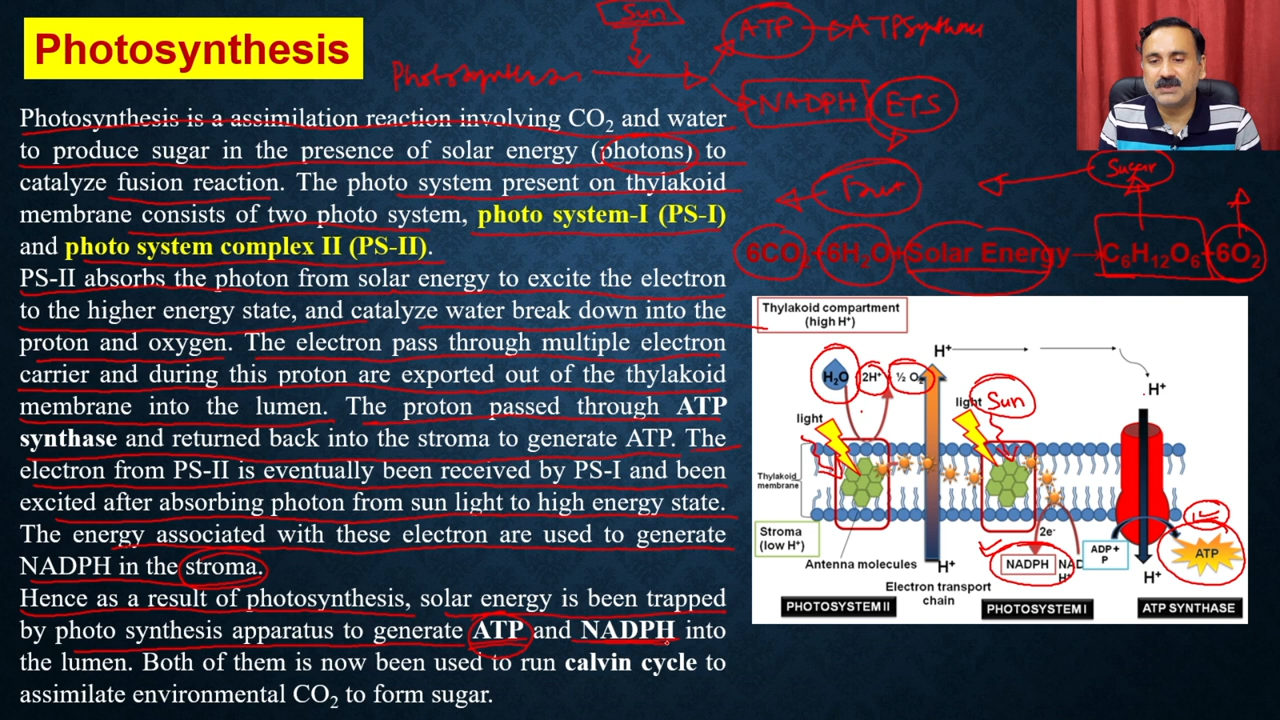 Photosynthesis
Sun
Photosynthesis
ATP → ATP Synthase
NADPH ETS
Sugar
Photosynthesis is a assimilation reaction involving CO₂ and water
to produce sugar in the presence of solar energy (photons) to
catalyze fusion reaction. The photo system present on thylakoid
membrane consists of two photo system, photo system-I (PS-I)
and photo system complex II (PS-II).
PS-II absorbs the photon from solar energy to excite the electron
to the higher energy state, and catalyze water break down into the
proton and oxygen. The electron pass through multiple electron
carrier and during this proton are exported out of the thylakoid
membrane into the lumen. The proton passed through ATP
synthase and returned back into the stroma to generate ATP. The
electron from PS-II is eventually been received by PS-I and been
excited after absorbing photon from sun light to high energy state.
The energy associated with these electron are used to generate
NADPH in the stroma.
Hence as a result of photosynthesis, solar energy is been trapped
by photo synthesis apparatus to generate ATP and NADPH into
the lumen. Both of them is now been used to run calvin cycle to
assimilate environmental CO₂ to form sugar.
6CO₂+6H₂O+Solar Energy→C₆H₁₂O₆+6O₂
Thylakoid compartment
(high H⁺)
H₂O 2H⁺ ½ O₂
H⁺
H⁺
light
light Sun
Thylakoid
membrane
Stroma
(low H⁺)
Antenna molecules
H⁺
Electron transport
chain
2e⁻
NADPH
ADP +
P
H⁺
ATP
PHOTOSYSTEM II
PHOTOSYSTEM I
ATP SYNTHASE